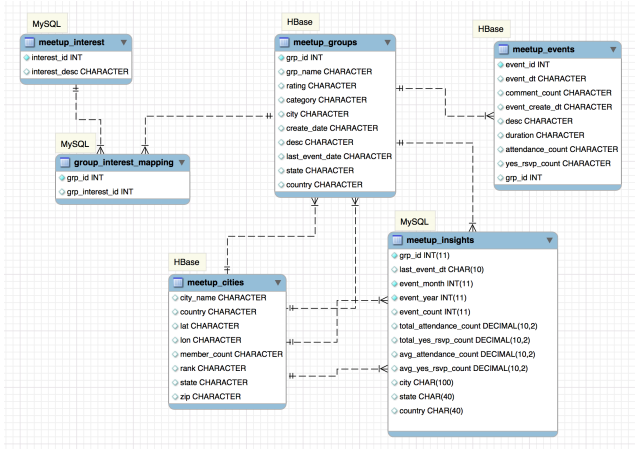 MySQL
meetup_interest
interest_id INT
interest_desc CHARACTER
HBase
meetup_groups
grp_id INT
grp_name CHARACTER
rating CHARACTER
category CHARACTER
city CHARACTER
create_date CHARACTER
desc CHARACTER
last_event_date CHARACTER
state CHARACTER
country CHARACTER
HBase
meetup_events
event_id INT
event_dt CHARACTER
comment_count CHARACTER
event_create_dt CHARACTER
desc CHARACTER
duration CHARACTER
attendance_count CHARACTER
yes_rsvp_count CHARACTER
grp_id INT
MySQL
group_interest_mapping
grp_id INT
grp_interest_id INT
HBase
meetup_cities
city_name CHARACTER
country CHARACTER
lat CHARACTER
lon CHARACTER
member_count CHARACTER
rank CHARACTER
state CHARACTER
zip CHARACTER
MySQL
meetup_insights
grp_id INT(11)
last_event_dt CHAR(10)
event_month INT(11)
event_year INT(11)
event_count INT(11)
total_attendance_count DECIMAL(10,2)
total_yes_rsvp_count DECIMAL(10,2)
avg_attendance_count DECIMAL(10,2)
avg_yes_rsvp_count DECIMAL(10,2)
city CHAR(100)
state CHAR(40)
country CHAR(40)